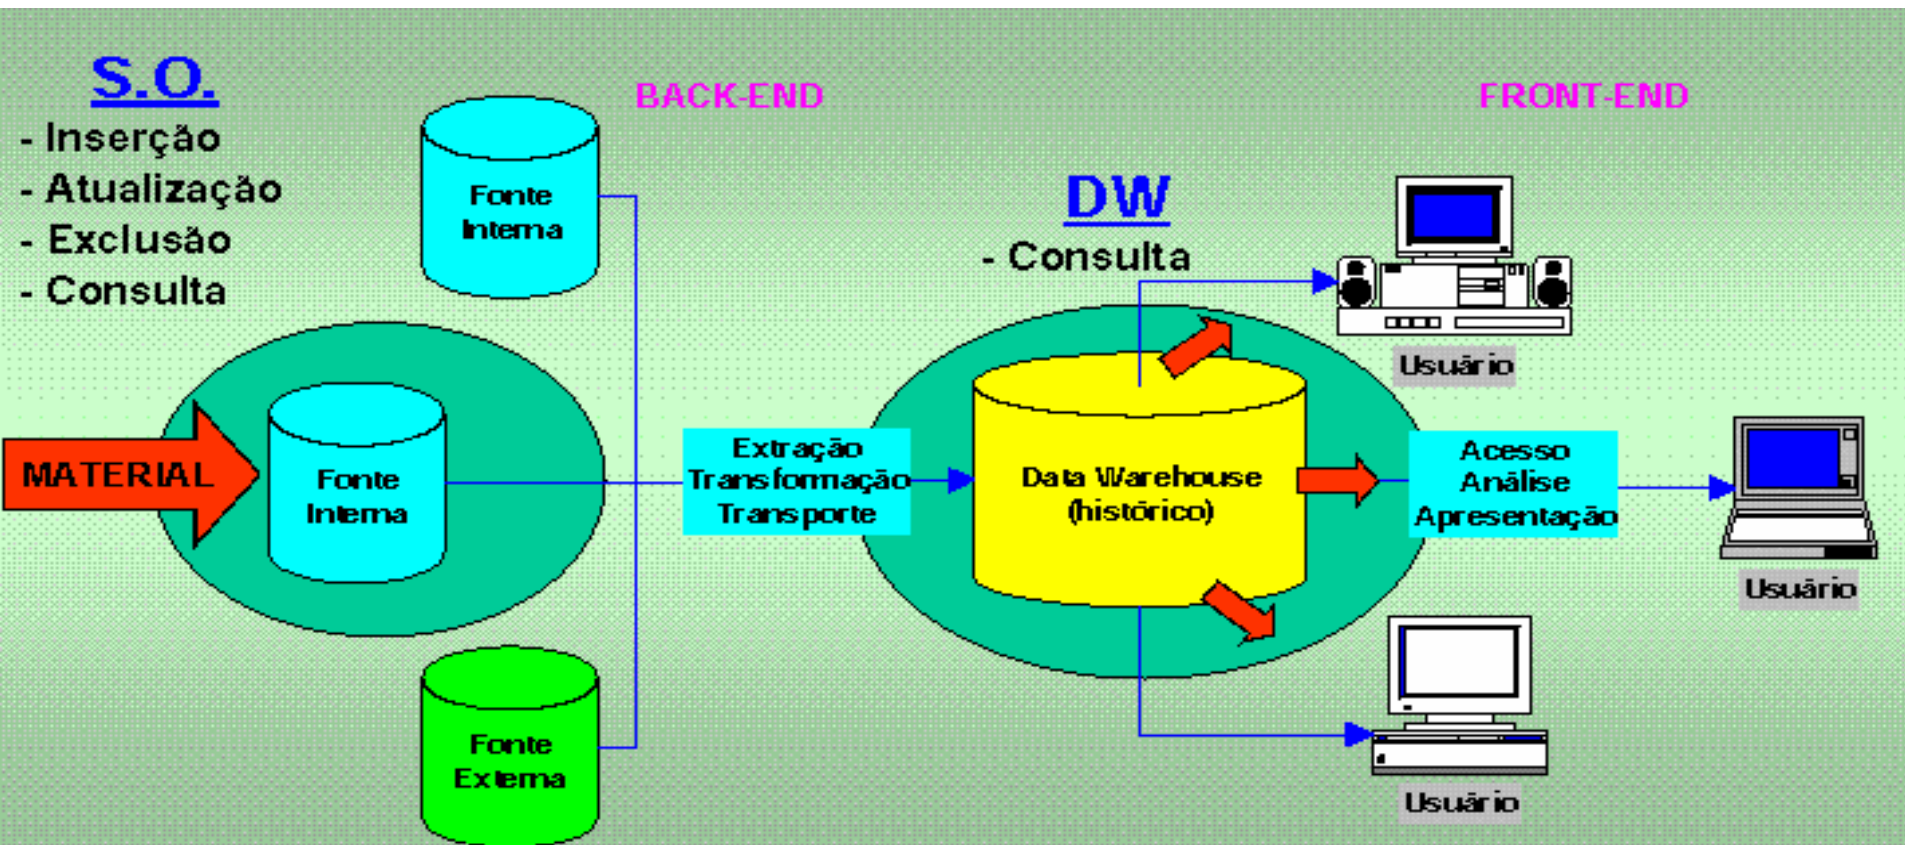 S.O.
- Inserção
- Atualização
- Exclusão
- Consulta
BACK-END
FRONT-END
Fonte
Interna
DW
- Consulta
Usuário
MATERIAL
Fonte
Interna
Extração
Transformação
Transporte
Data Warehouse
(histórico)
Acesso
Análise
Apresentação
Usuário
Fonte
Externa
Usuário